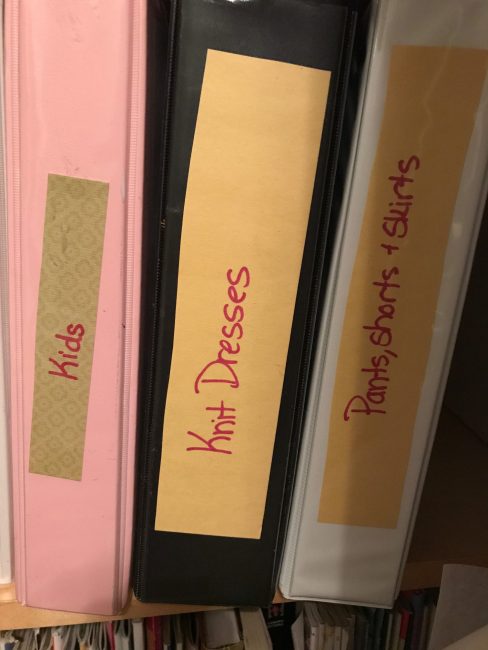 Kids
Knit Dresses
Pants, shorts + skirts